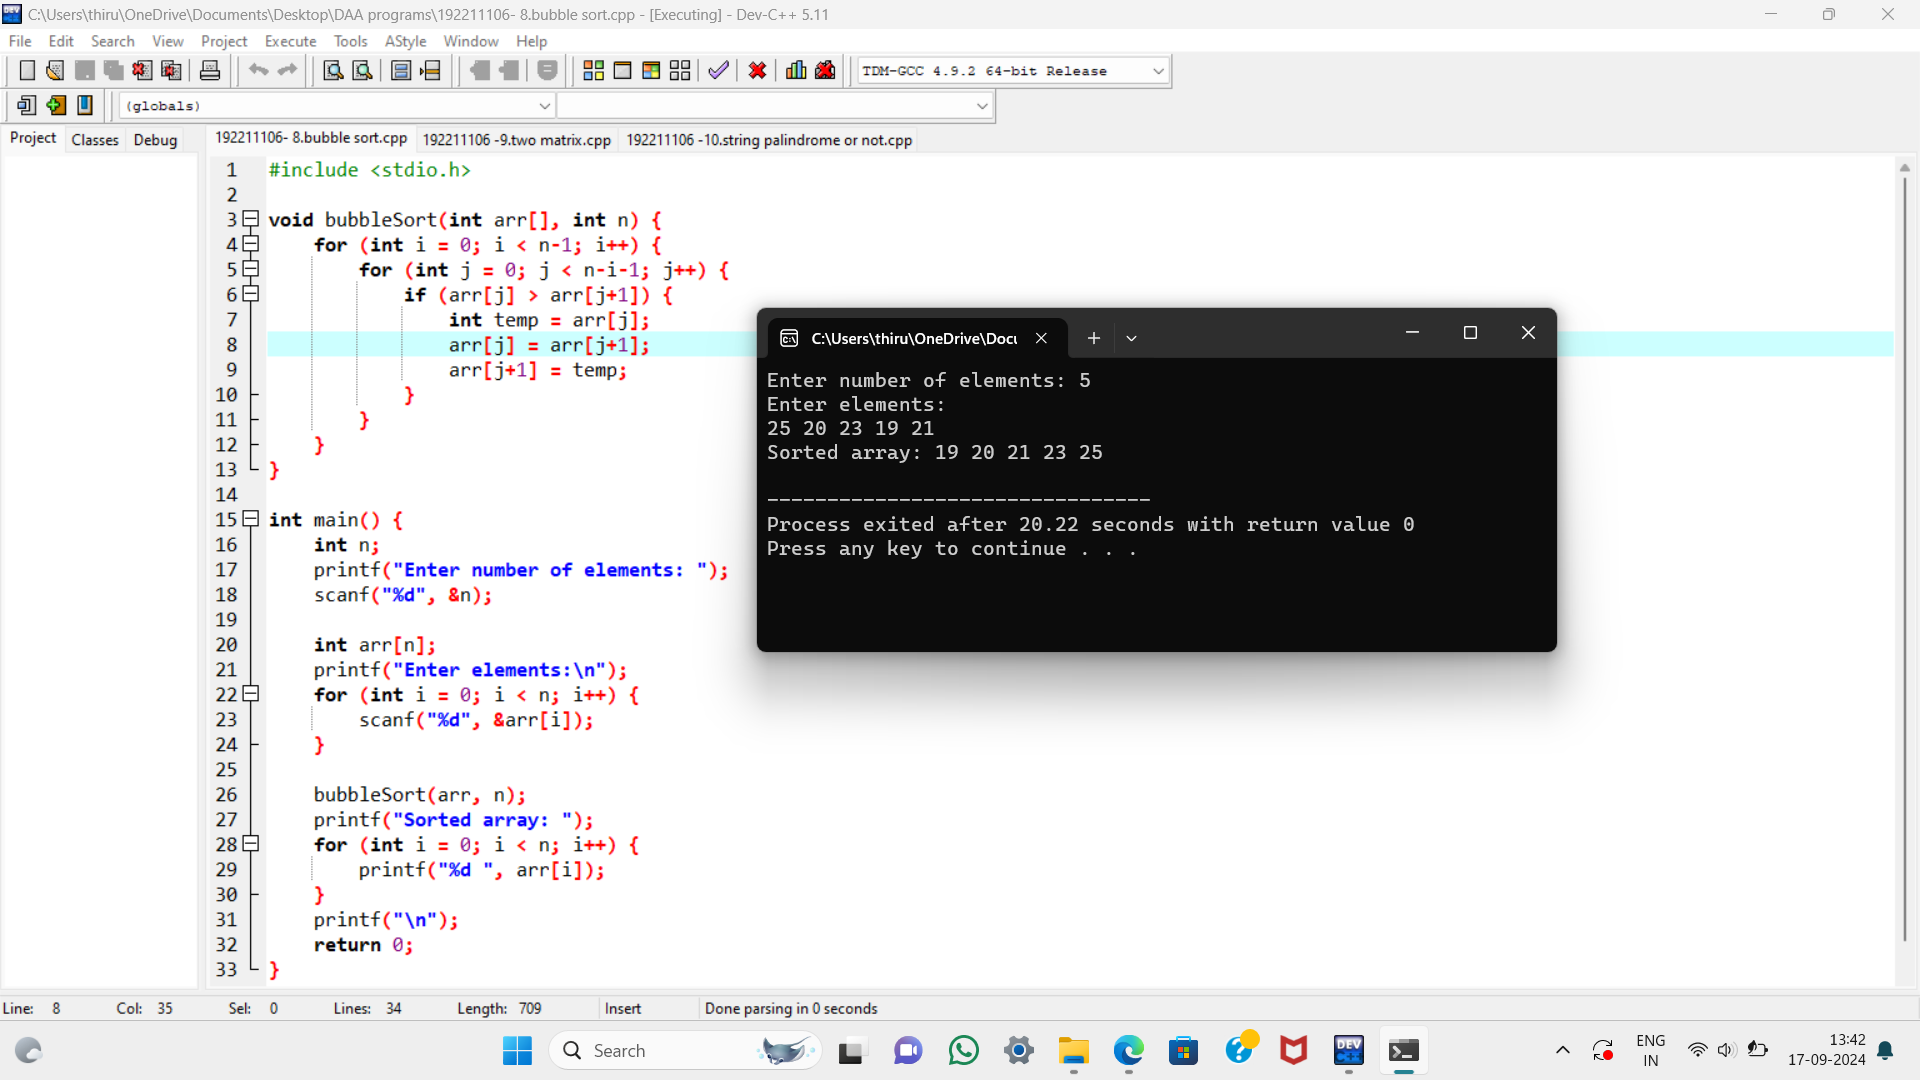 C:\Users\thiru\OneDrive\Documents\Desktop\DAA programs\192211106- 8.bubble sort.cpp - [Executing] - Dev-C++ 5.11
File Edit Search View Project Execute Tools AStyle Window Help
TDM-GCC 4.9.2 64-bit Release
(globals)
Project Classes Debug
192211106- 8.bubble sort.cpp 192211106 -9.two matrix.cpp 192211106 -10.string palindrome or not.cpp
1 #include <stdio.h>
2
3 void bubbleSort(int arr[], int n) {
4 for (int i = 0; i < n-1; i++) {
5 for (int j = 0; j < n-i-1; j++) {
6 if (arr[j] > arr[j+1]) {
7 int temp = arr[j];
8 arr[j] = arr[j+1];
9 arr[j+1] = temp;
10 }
11 }
12 }
13 }
14
15 int main() {
16 int n;
17 printf("Enter number of elements: ");
18 scanf("%d", &n);
19
20 int arr[n];
21 printf("Enter elements:\n");
22 for (int i = 0; i < n; i++) {
23 scanf("%d", &arr[i]);
24 }
25
26 bubbleSort(arr, n);
27 printf("Sorted array: ");
28 for (int i = 0; i < n; i++) {
29 printf("%d ", arr[i]);
30 }
31 printf("\n");
32 return 0;
33 }
C:\Users\thiru\OneDrive\Docu
Enter number of elements: 5
Enter elements:
25 20 23 19 21
Sorted array: 19 20 21 23 25
--------------------------------
Process exited after 20.22 seconds with return value 0
Press any key to continue . . .
Line: 8 Col: 35 Sel: 0 Lines: 34 Length: 709 Insert Done parsing in 0 seconds
Search
DEV
C++
ENG
IN
13:42
17-09-2024